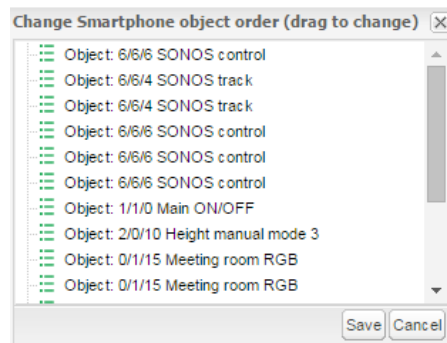 Change Smartphone object order (drag to change)
Object: 6/6/6 SONOS control
Object: 6/6/4 SONOS track
Object: 6/6/4 SONOS track
Object: 6/6/6 SONOS control
Object: 6/6/6 SONOS control
Object: 6/6/6 SONOS control
Object: 1/1/0 Main ON/OFF
Object: 2/0/10 Height manual mode 3
Object: 0/1/15 Meeting room RGB
Object: 0/1/15 Meeting room RGB
Save Cancel